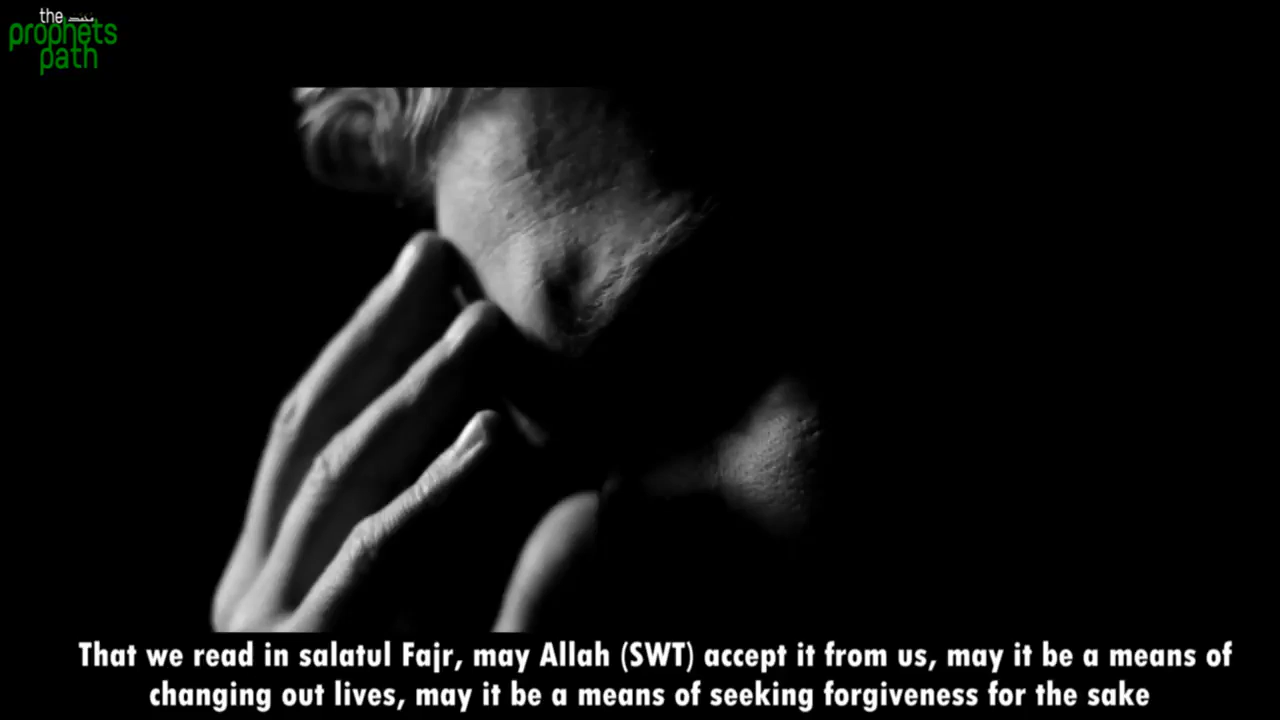 the محمد
prophets
path
That we read in salatul Fajr, may Allah (SWT) accept it from us, may it be a means of
changing out lives, may it be a means of seeking forgiveness for the sake